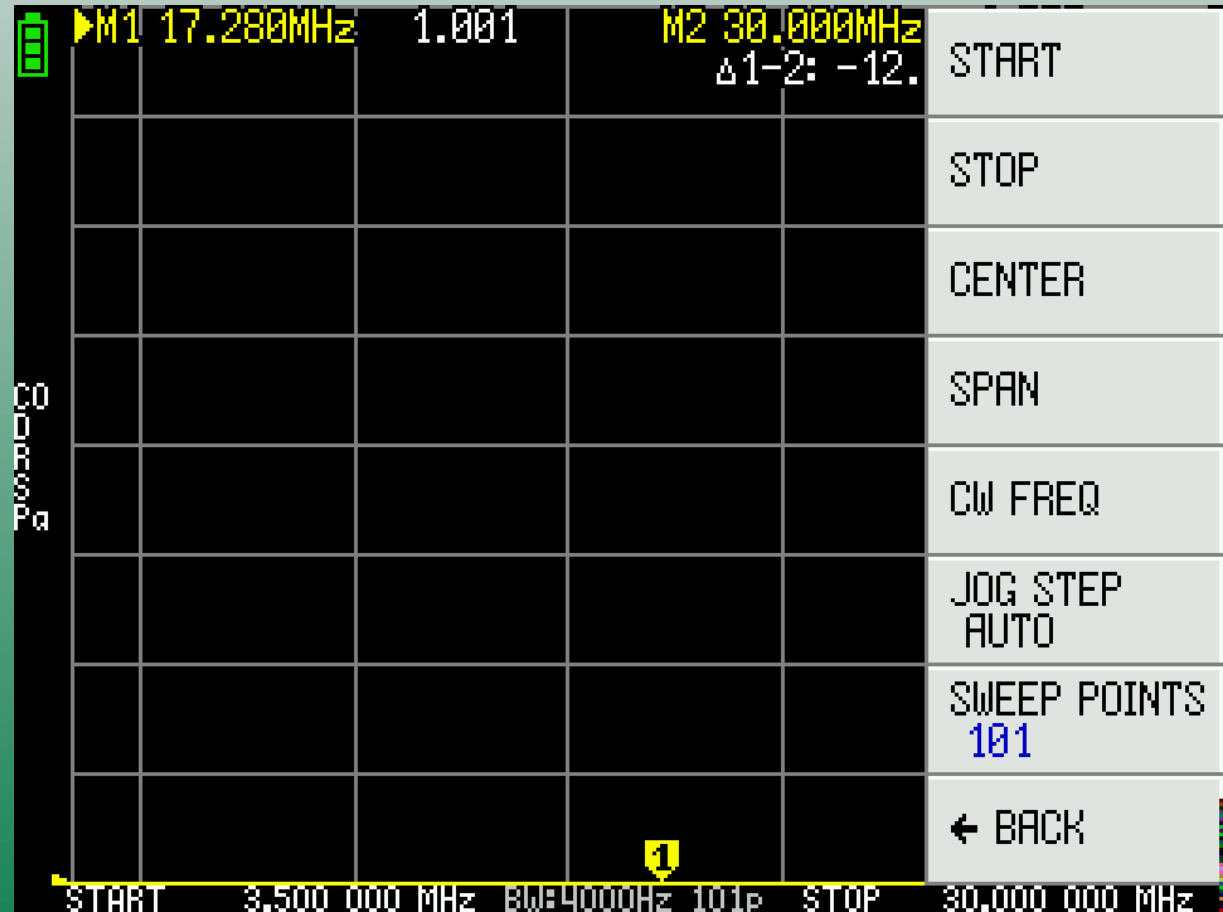 ▶M1 17.280MHz 1.001 M2 30.000MHz
Δ1-2: -12.
START
STOP
CENTER
SPAN
CW FREQ
JOG STEP
AUTO
SWEEP POINTS
101
← BACK
C0
D
R
S
Pa
1
START 3.500 000 MHz BW:4000Hz 101p STOP 30.000 000 MHz